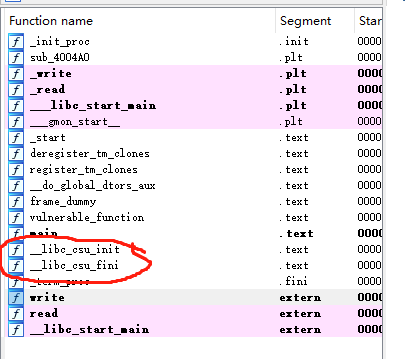 Function name Segment Star
f _init_proc .init 0000
f sub_4004A0 .plt 0000
f _write .plt 0000
f _read .plt 0000
f ___libc_start_main .plt 0000
f __gmon_start__ .plt 0000
f _start .text 0000
f deregister_tm_clones .text 0000
f register_tm_clones .text 0000
f __do_global_dtors_aux .text 0000
f frame_dummy .text 0000
f vulnerable_function .text 0000
f main .text 0000
f __libc_csu_init .text 0000
f __libc_csu_fini .text 0000
f _term_proc .fini 0000
f write extern 0000
f read extern 0000
f __libc_start_main extern 0000